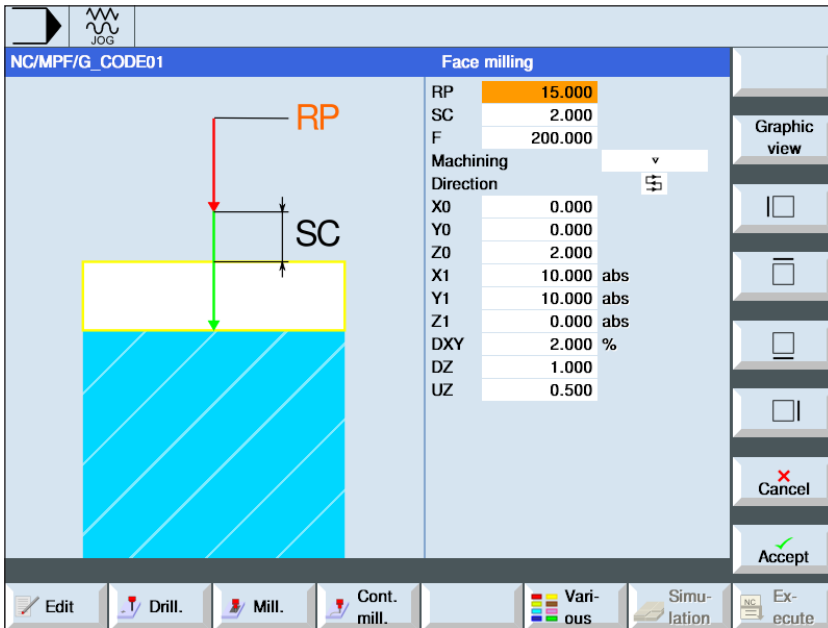 JOG
NC/MPF/G_CODE01
Face milling
RP
SC
RP 15.000
SC 2.000
F 200.000
Machining ▿
Direction
X0 0.000
Y0 0.000
Z0 2.000
X1 10.000 abs
Y1 10.000 abs
Z1 0.000 abs
DXY 2.000 %
DZ 1.000
UZ 0.500
Graphic
view
Cancel
Accept
Edit
Drill.
Mill.
Cont.
mill.
Vari-
ous
Simu-
lation
NC
Ex-
ecute